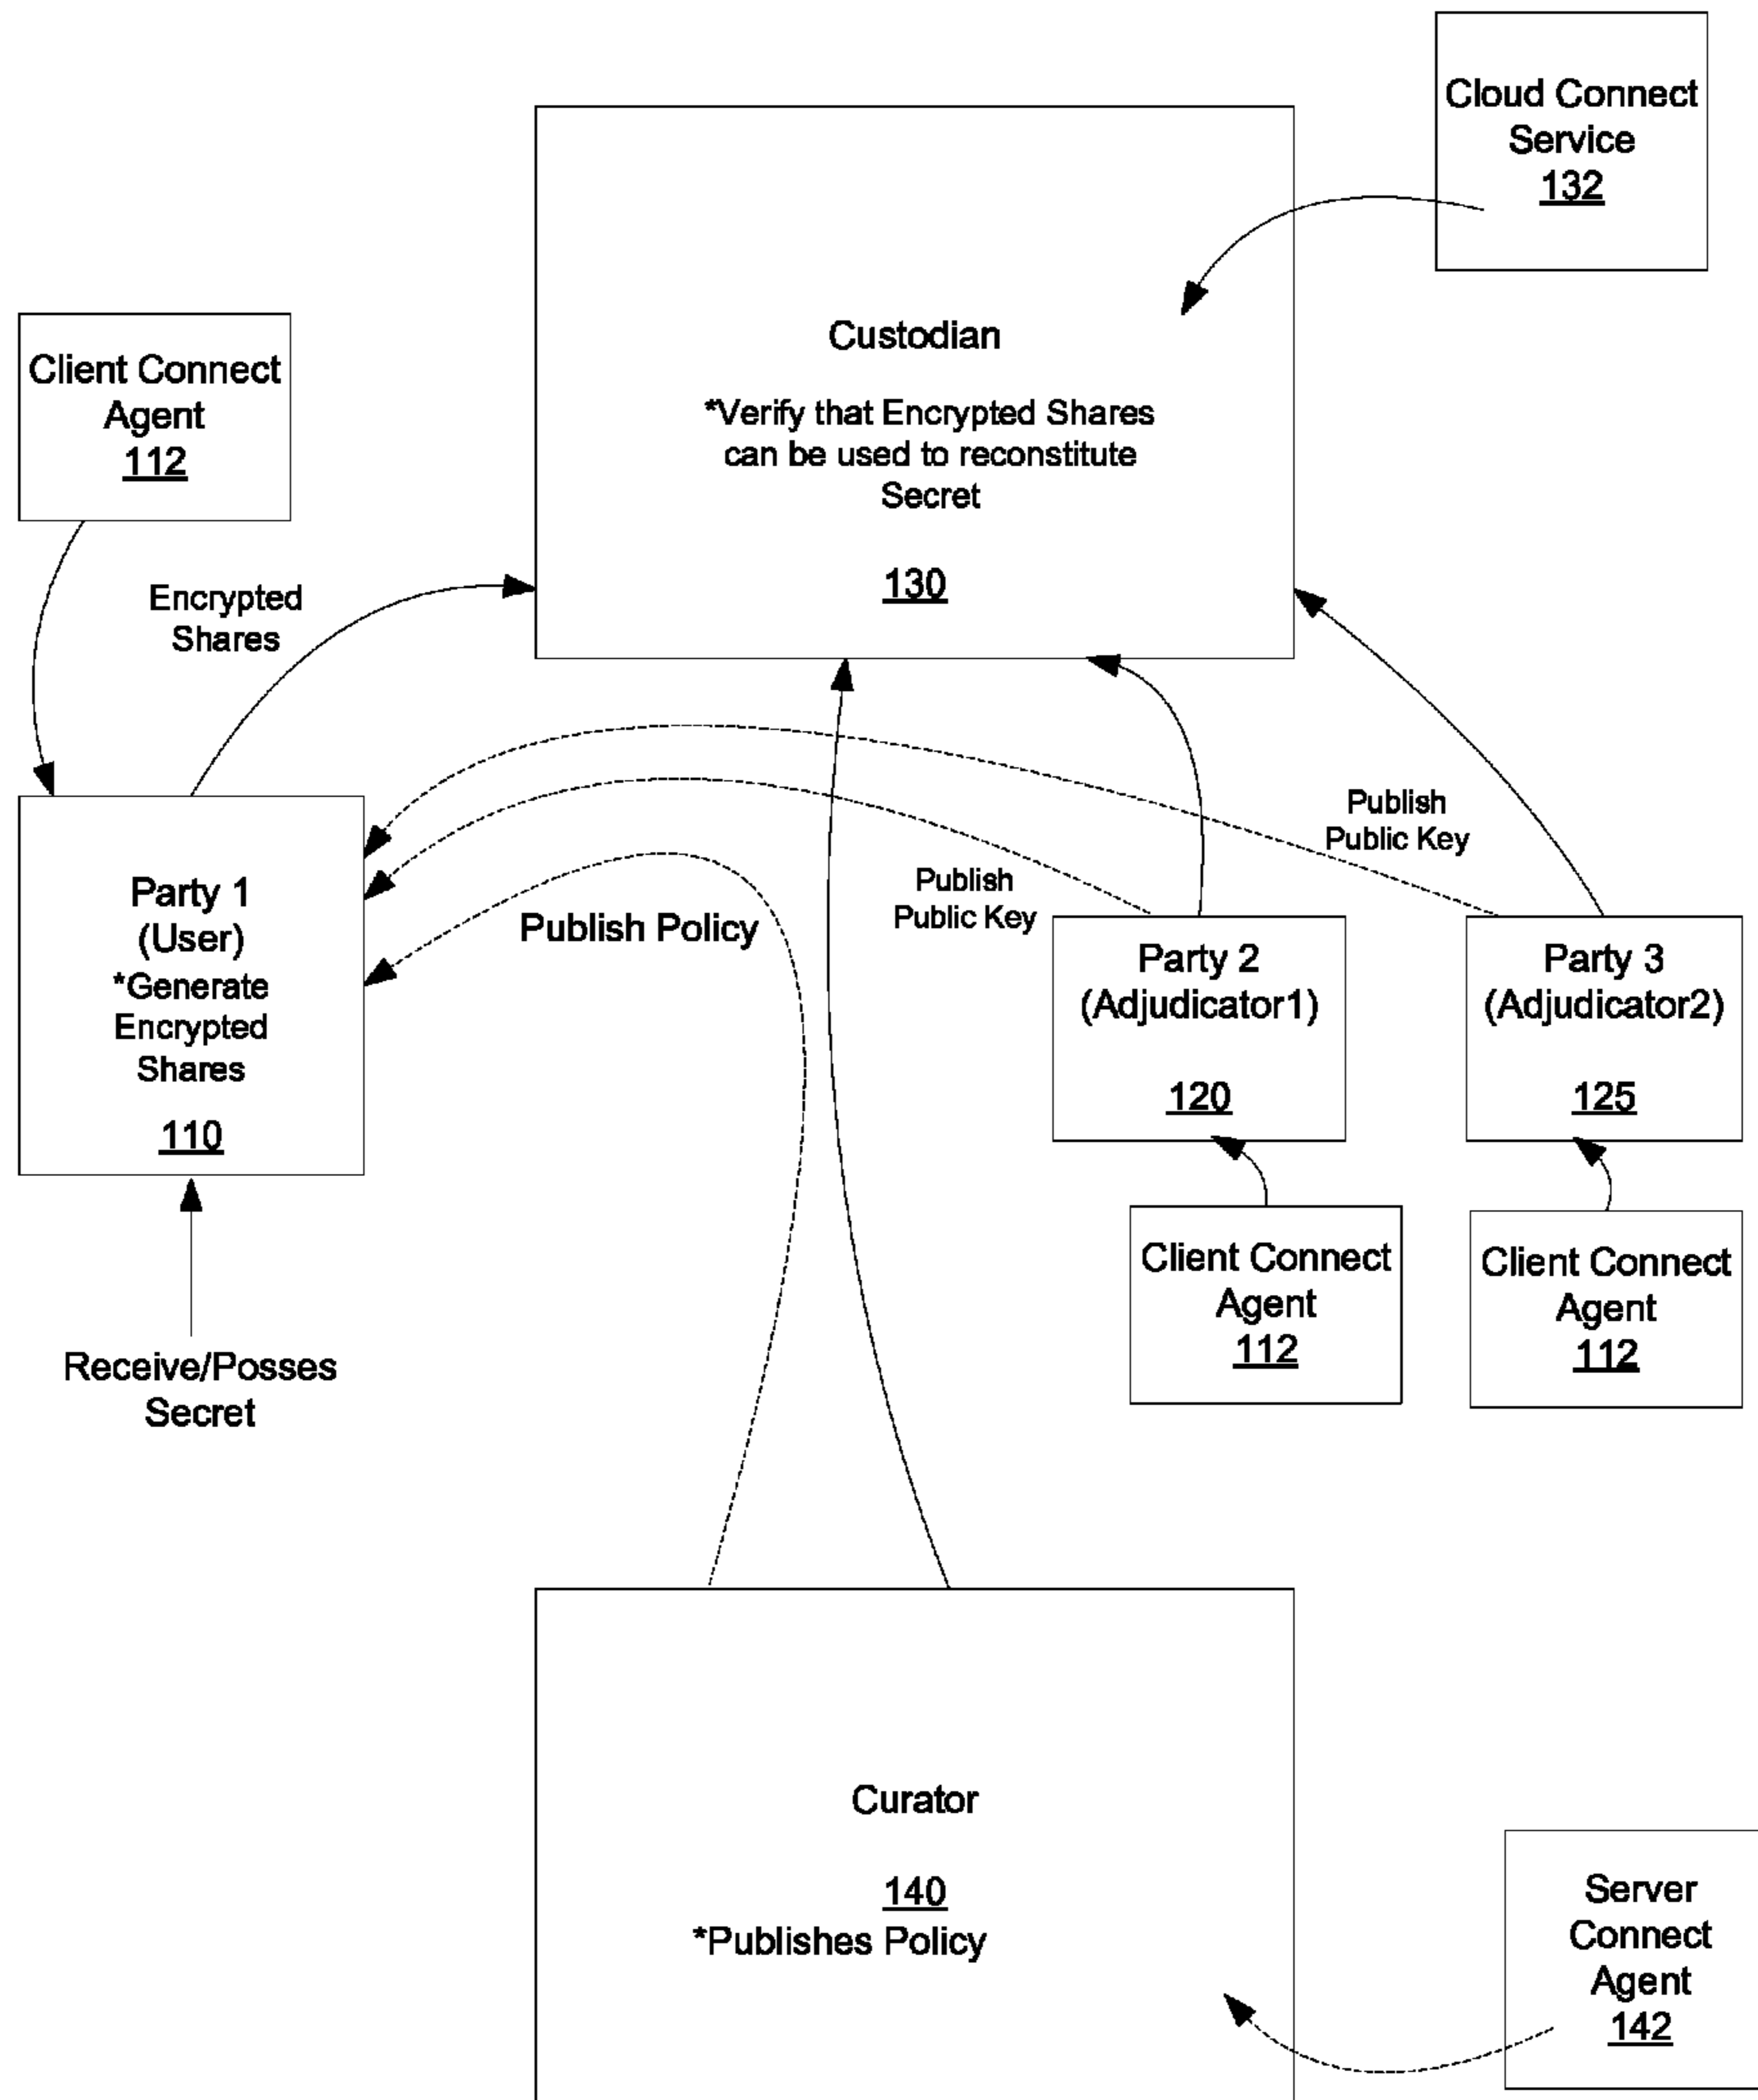 Cloud Connect
Service
132
Custodian
*Verify that Encrypted Shares
can be used to reconstitute
Secret
130
Client Connect
Agent
112
Encrypted
Shares
Party 1
(User)
*Generate
Encrypted
Shares
110
Receive/Posses
Secret
Publish Policy
Publish
Public Key
Publish
Public Key
Party 2
(Adjudicator1)
120
Party 3
(Adjudicator2)
125
Client Connect
Agent
112
Client Connect
Agent
112
Curator
140
*Publishes Policy
Server
Connect
Agent
142